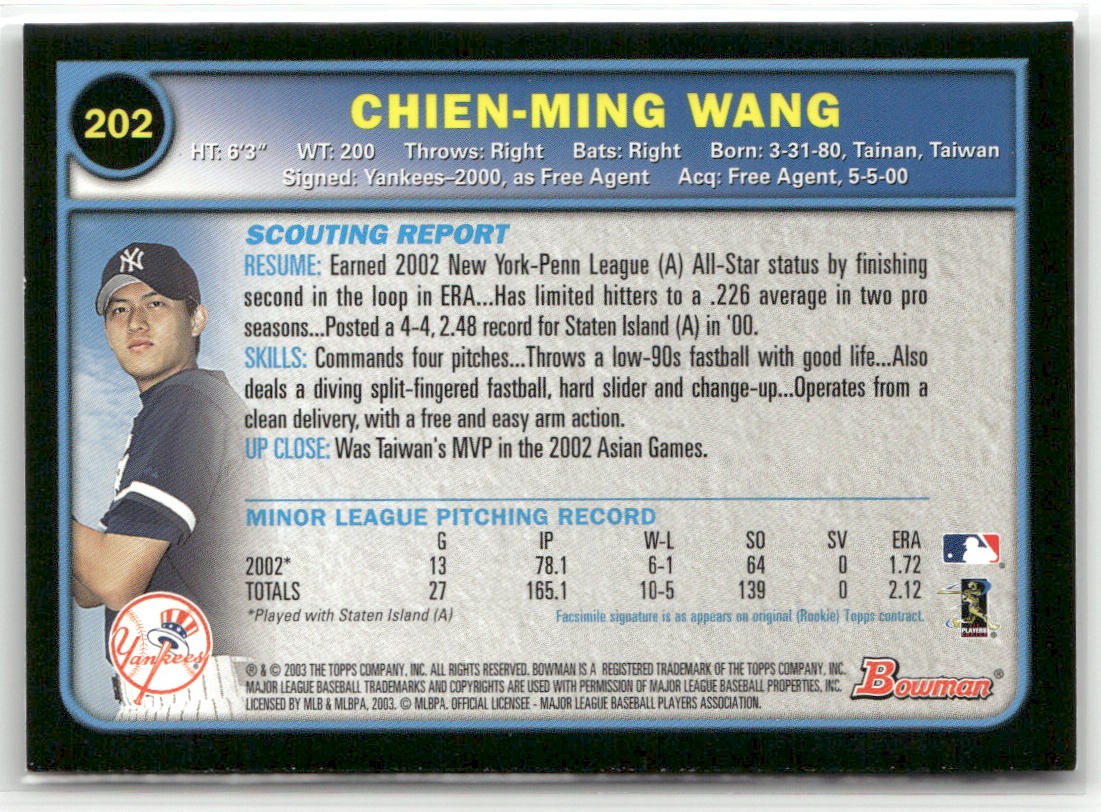 202
CHIEN-MING WANG
HT: 6'3" WT: 200 Throws: Right Bats: Right Born: 3-31-80, Tainan, Taiwan
Signed: Yankees–2000, as Free Agent Acq: Free Agent, 5-5-00
SCOUTING REPORT
RESUME: Earned 2002 New York-Penn League (A) All-Star status by finishing
second in the loop in ERA...Has limited hitters to a .226 average in two pro
seasons...Posted a 4-4, 2.48 record for Staten Island (A) in '00.
SKILLS: Commands four pitches...Throws a low-90s fastball with good life...Also
deals a diving split-fingered fastball, hard slider and change-up...Operates from a
clean delivery, with a free and easy arm action.
UP CLOSE: Was Taiwan's MVP in the 2002 Asian Games.
MINOR LEAGUE PITCHING RECORD
G IP W-L SO SV ERA
2002* 13 78.1 6-1 64 0 1.72
TOTALS 27 165.1 10-5 139 0 2.12
*Played with Staten Island (A)
Facsimile signature is as appears on original (Rookie) Topps contract.
NY
Yankees
PLAYERS
® & © 2003 THE TOPPS COMPANY, INC. ALL RIGHTS RESERVED. BOWMAN IS A REGISTERED TRADEMARK OF THE TOPPS COMPANY, INC.
MAJOR LEAGUE BASEBALL TRADEMARKS AND COPYRIGHTS ARE USED WITH PERMISSION OF MAJOR LEAGUE BASEBALL PROPERTIES, INC.
LICENSED BY MLB & MLBPA, 2003. © MLBPA. OFFICIAL LICENSEE - MAJOR LEAGUE BASEBALL PLAYERS ASSOCIATION.
Bowman®